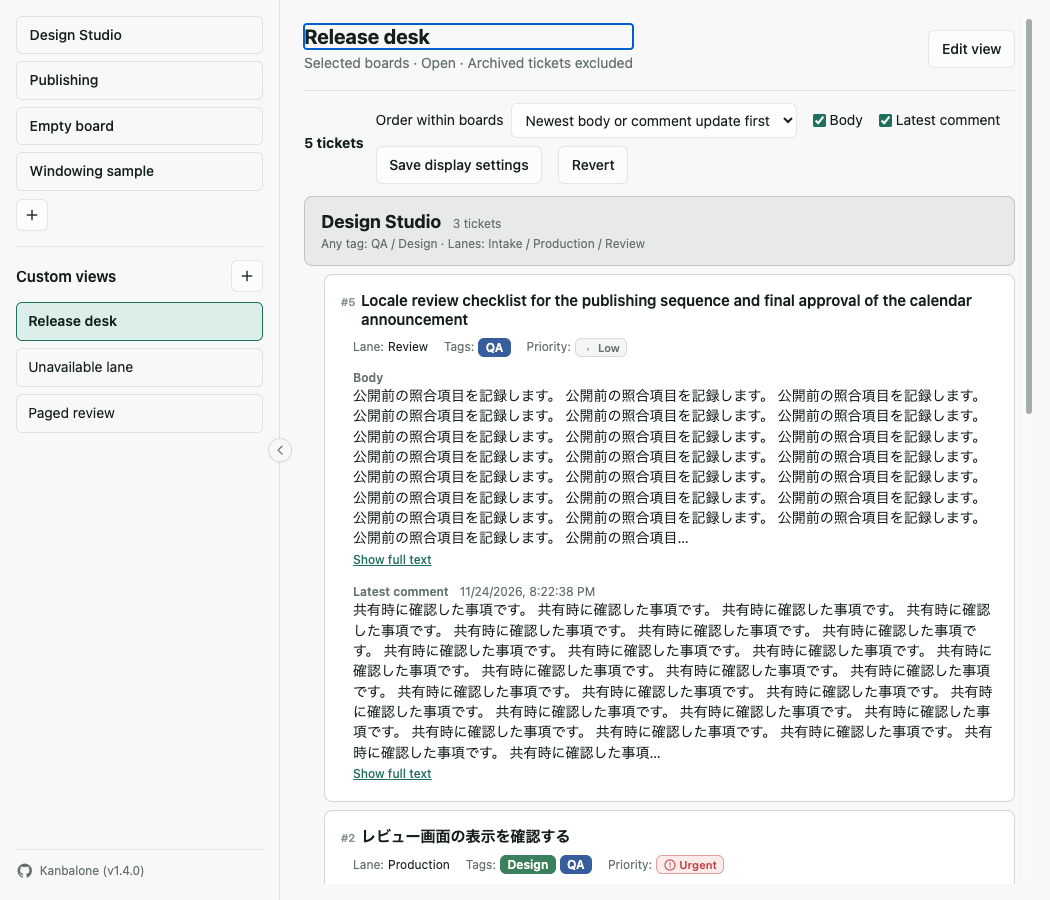 Design Studio
Publishing
Empty board
Windowing sample
+
Custom views
+
Release desk
Unavailable lane
Paged review
Kanbalone (v1.4.0)
Release desk
Selected boards · Open · Archived tickets excluded
Edit view
5 tickets
Order within boards
Newest body or comment update first
Body
Latest comment
Save display settings
Revert
Design Studio 3 tickets
Any tag: QA / Design · Lanes: Intake / Production / Review
#5 Locale review checklist for the publishing sequence and final approval of the calendar
announcement
Lane: Review Tags: QA Priority: · Low
Body
公開前の照合項目を記録します。 公開前の照合項目を記録します。 公開前の照合項目を記録します。
公開前の照合項目を記録します。 公開前の照合項目を記録します。 公開前の照合項目を記録します。
公開前の照合項目を記録します。 公開前の照合項目を記録します。 公開前の照合項目を記録します。
公開前の照合項目を記録します。 公開前の照合項目を記録します。 公開前の照合項目を記録します。
公開前の照合項目を記録します。 公開前の照合項目を記録します。 公開前の照合項目を記録します。
公開前の照合項目を記録します。 公開前の照合項目を記録します。 公開前の照合項目を記録します。
公開前の照合項目を記録します。 公開前の照合項目を記録します。 公開前の照合項目を記録します。
公開前の照合項目を記録します。 公開前の照合項目...
Show full text
Latest comment 11/24/2026, 8:22:38 PM
共有時に確認した事項です。 共有時に確認した事項です。 共有時に確認した事項です。 共有時に確認
した事項です。 共有時に確認した事項です。 共有時に確認した事項です。 共有時に確認した事項で
す。 共有時に確認した事項です。 共有時に確認した事項です。 共有時に確認した事項です。 共有時に
確認した事項です。 共有時に確認した事項です。 共有時に確認した事項です。 共有時に確認した事項
です。 共有時に確認した事項です。 共有時に確認した事項です。 共有時に確認した事項です。 共有時
に確認した事項です。 共有時に確認した事項です。 共有時に確認した事項です。 共有時に確認した事
項です。 共有時に確認した事項です。 共有時に確認した事項です。 共有時に確認した事項です。 共有
時に確認した事項です。 共有時に確認した事項...
Show full text
#2 レビュー画面の表示を確認する
Lane: Production Tags: Design QA Priority: Urgent